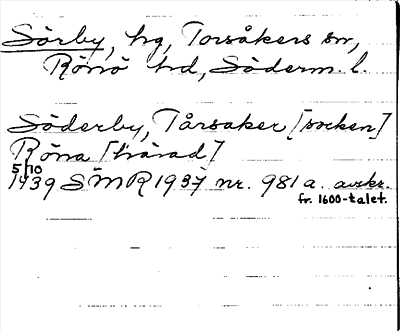 Sörby, hg, Torsåkers sn,
Rönö hd, Söderm. l.
Söderby, Tårsaker [socken]
Röna [härad]
5/10
1439 SMR 1937 nr. 981 a. avskr.
fr. 1600-talet.